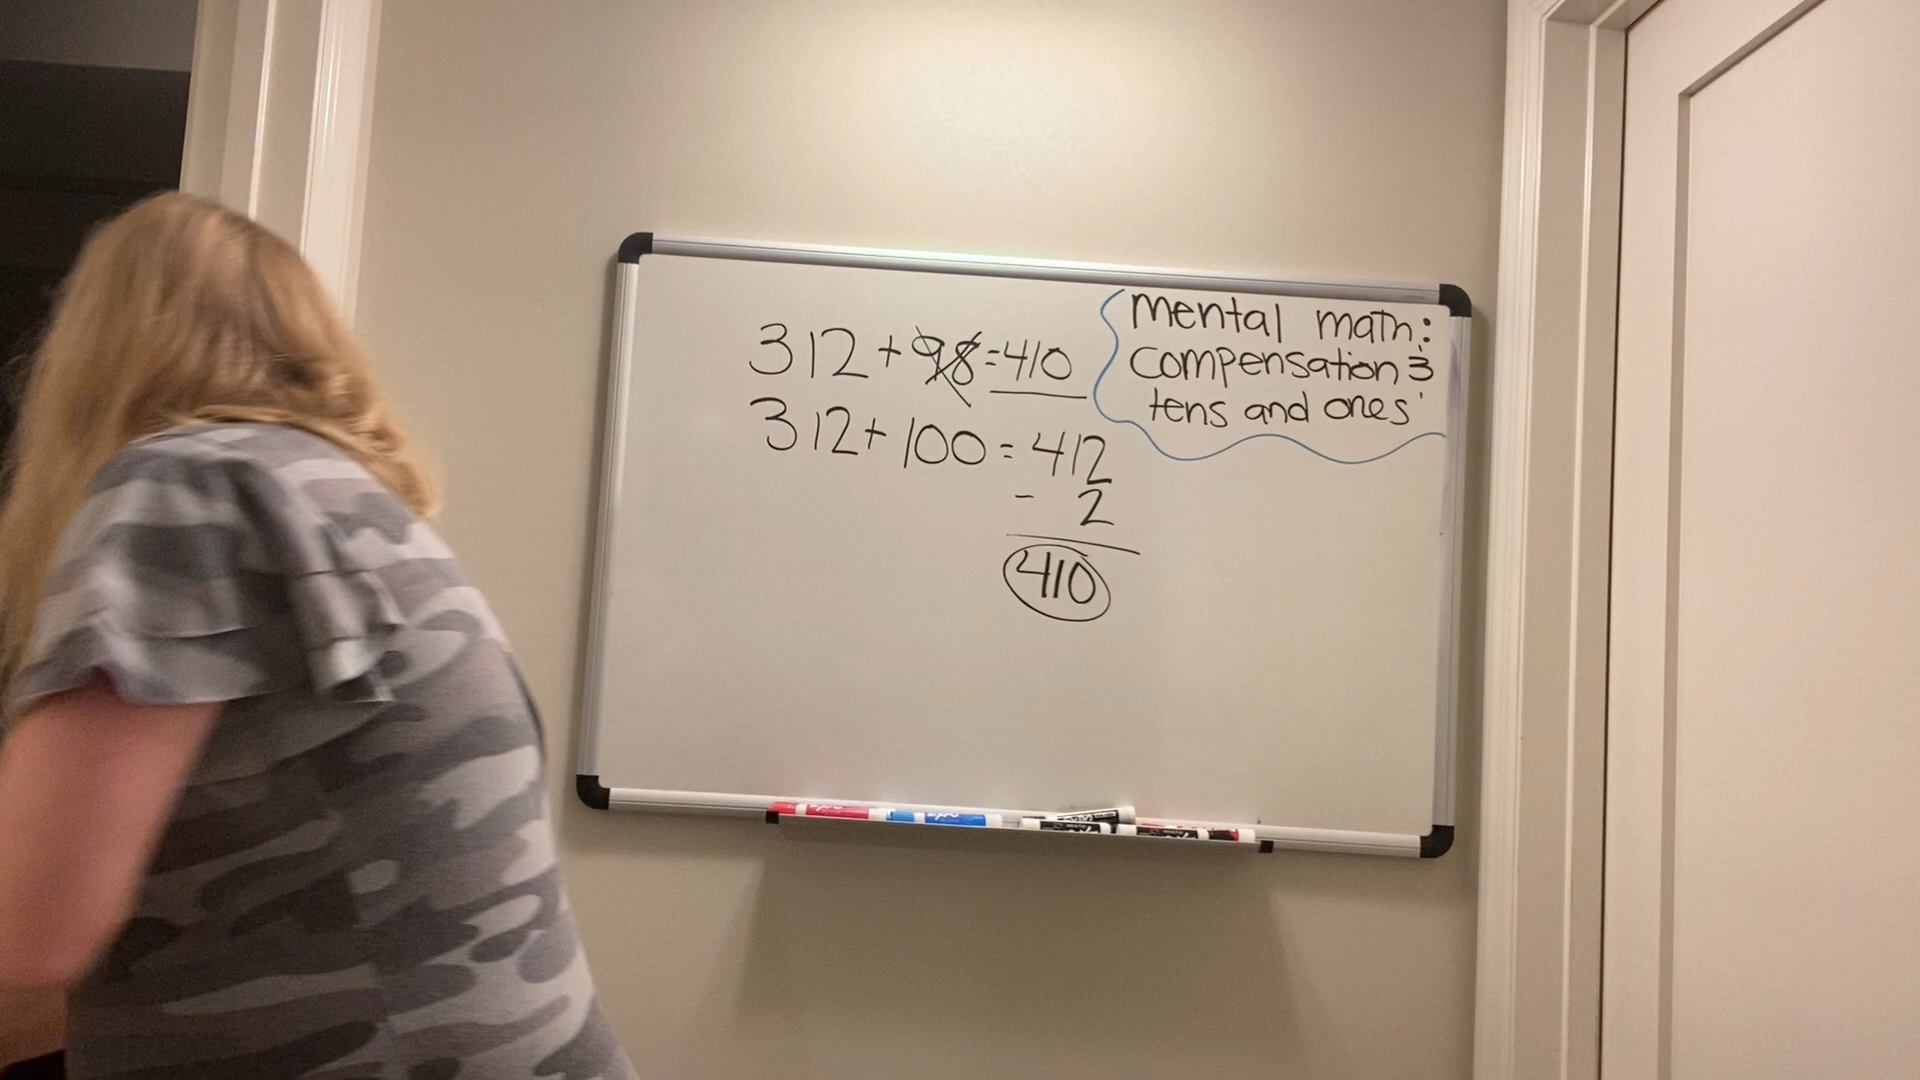 312 + 98 = 410
312 + 100 = 412
- 2
410
Mental math:
compensation &
tens and ones